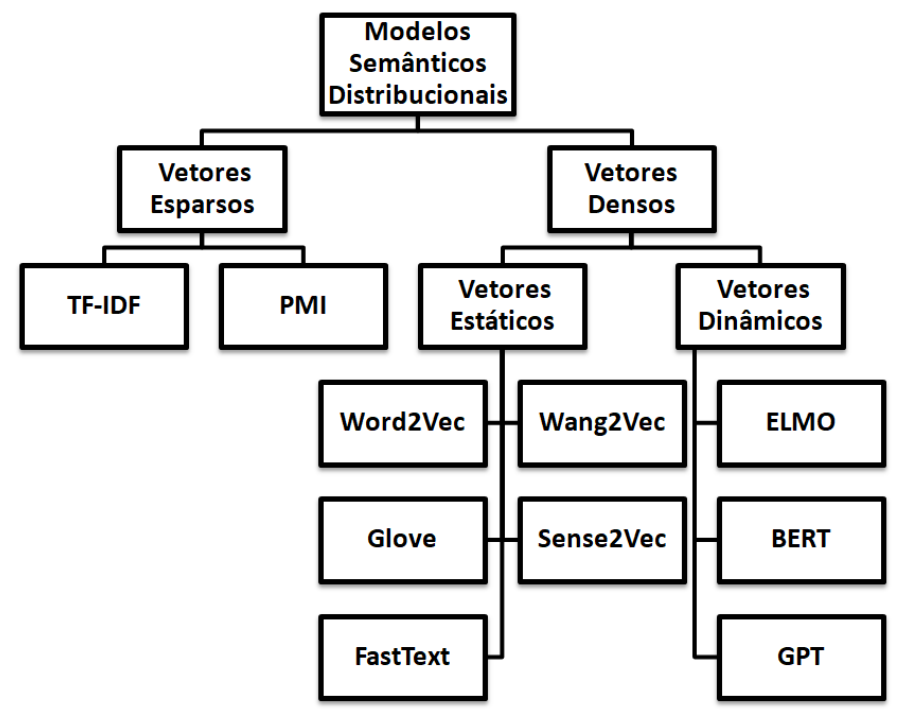 Modelos
Semânticos
Distribucionais
Vetores
Esparsos
Vetores
Densos
TF-IDF
PMI
Vetores
Estáticos
Vetores
Dinâmicos
Word2Vec
Wang2Vec
ELMO
Glove
Sense2Vec
BERT
FastText
GPT